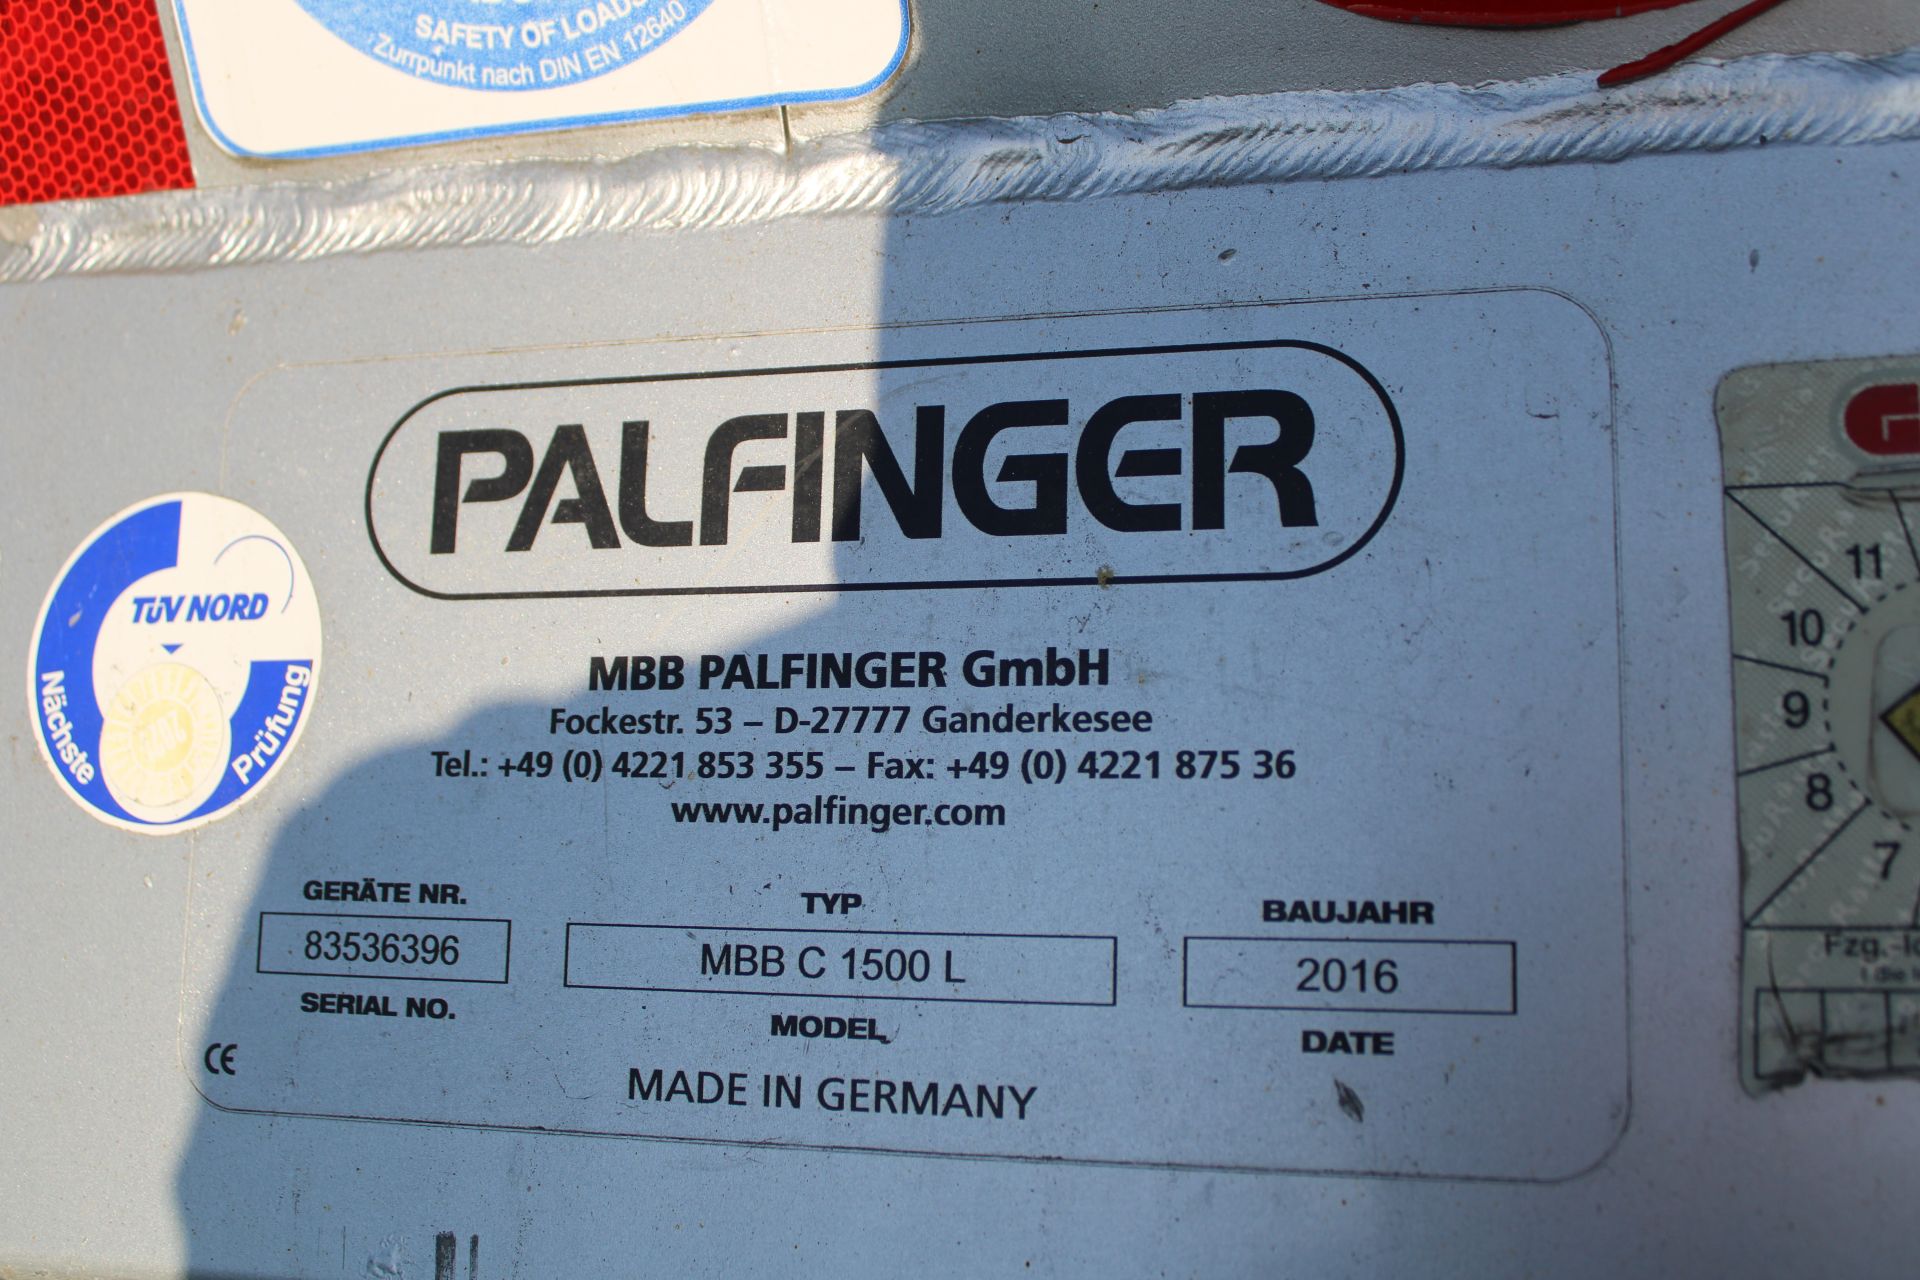 SAFETY OF LOADS
Zurrpunkt nach DIN EN 12640
PALFINGER
TÜV NORD
Nächste
Prüfung
MBB PALFINGER GmbH
Fockestr. 53 – D-27777 Ganderkesee
Tel.: +49 (0) 4221 853 355 – Fax: +49 (0) 4221 875 36
www.palfinger.com
GERÄTE NR.
83536396
SERIAL NO.
TYP
MBB C 1500 L
MODEL
BAUJAHR
2016
DATE
CE
MADE IN GERMANY
11
10
9
8
7